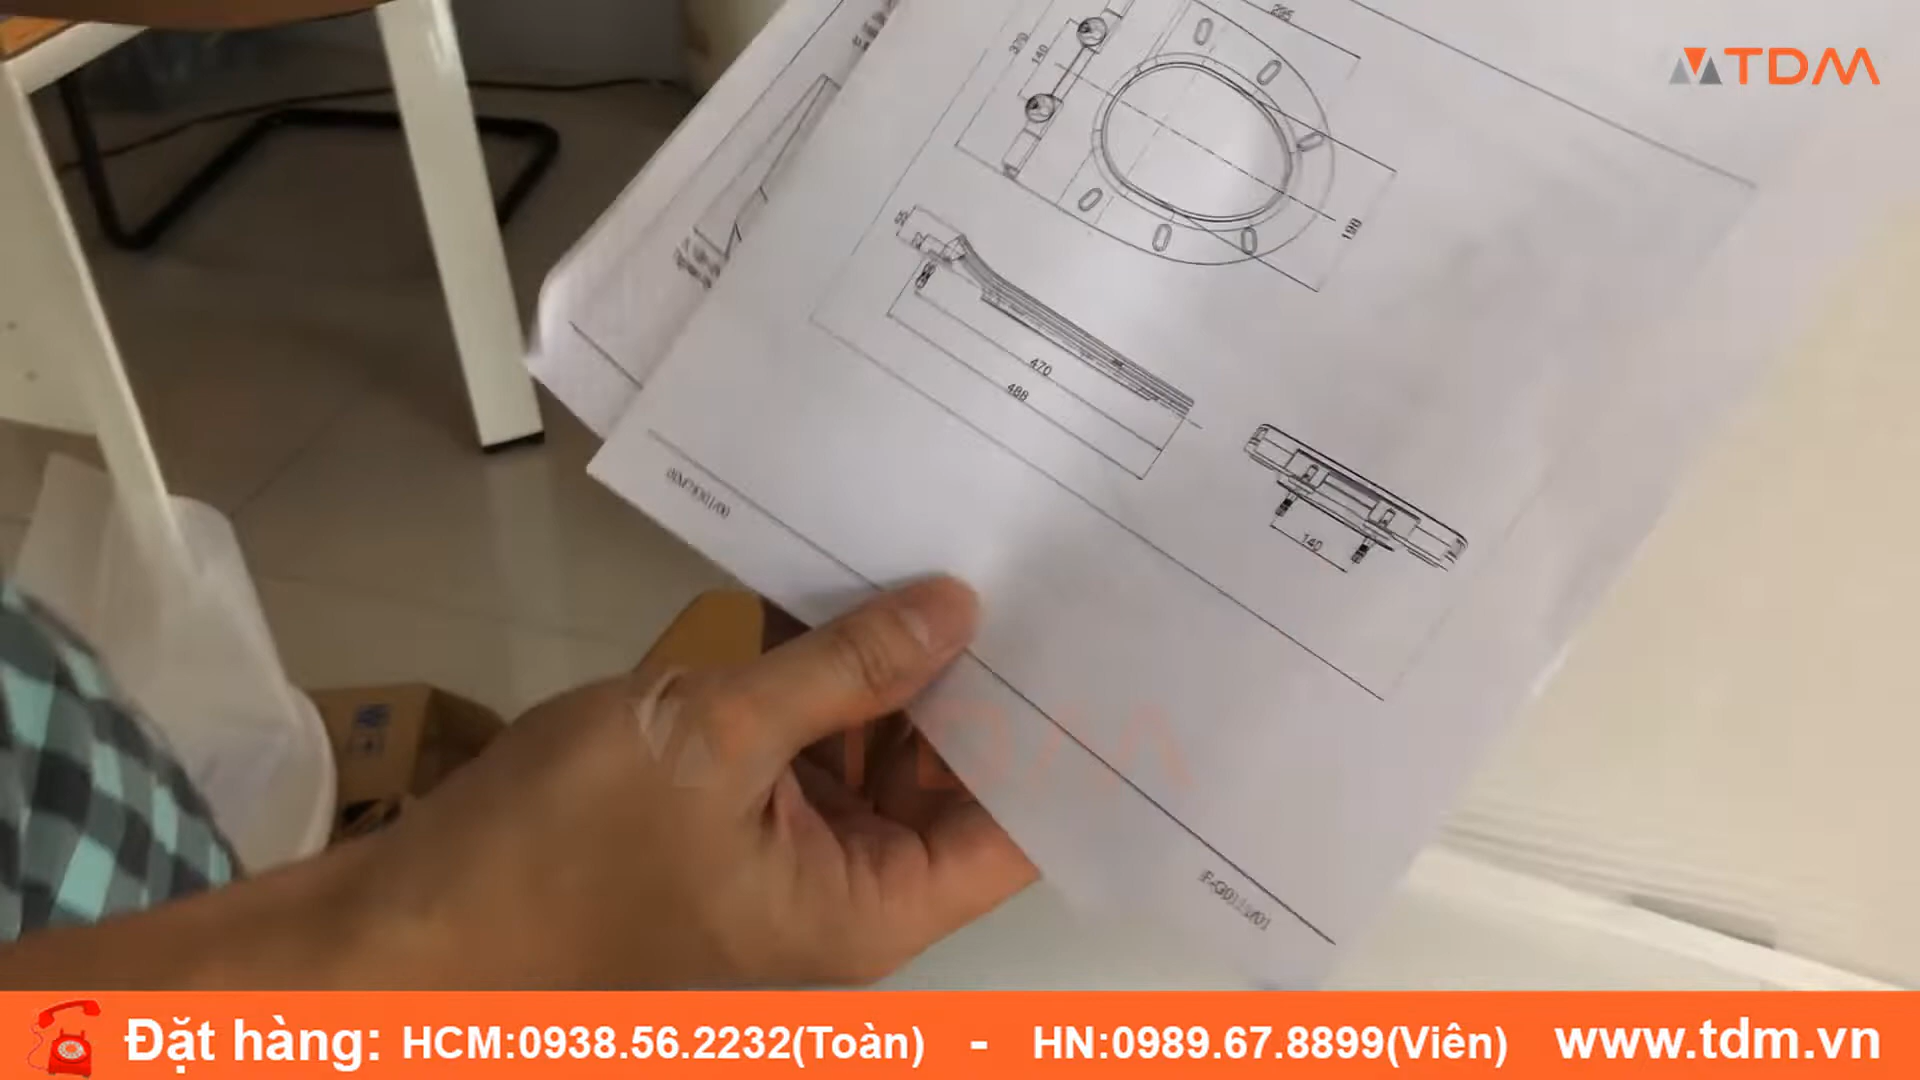 TDM
295
370
140
190
470
488
140
TDM
Đặt hàng: HCM:0938.56.2232(Toàn) - HN:0989.67.8899(Viên) www.tdm.vn